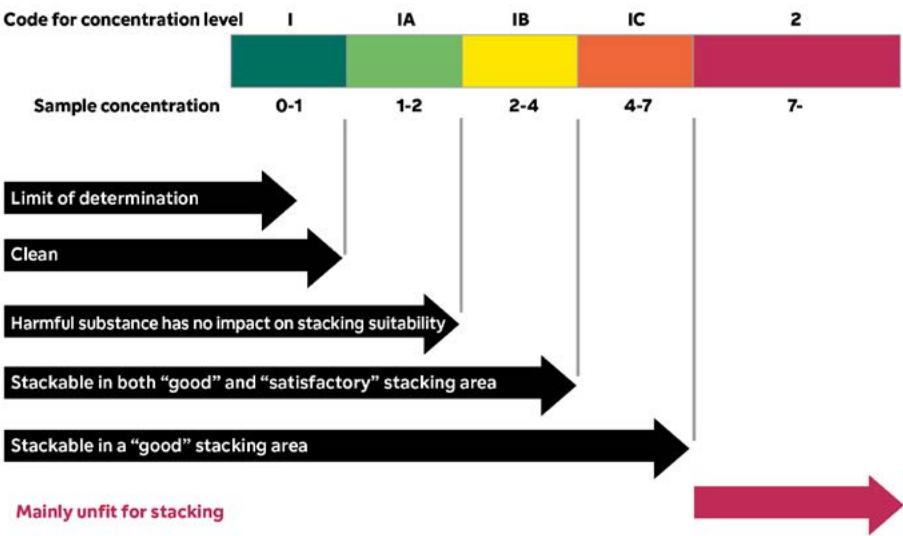 Code for concentration level I IA IB IC 2
Sample concentration 0-1 1-2 2-4 4-7 7-
Limit of determination
Clean
Harmful substance has no impact on stacking suitability
Stackable in both “good” and “satisfactory” stacking area
Stackable in a “good” stacking area
Mainly unfit for stacking